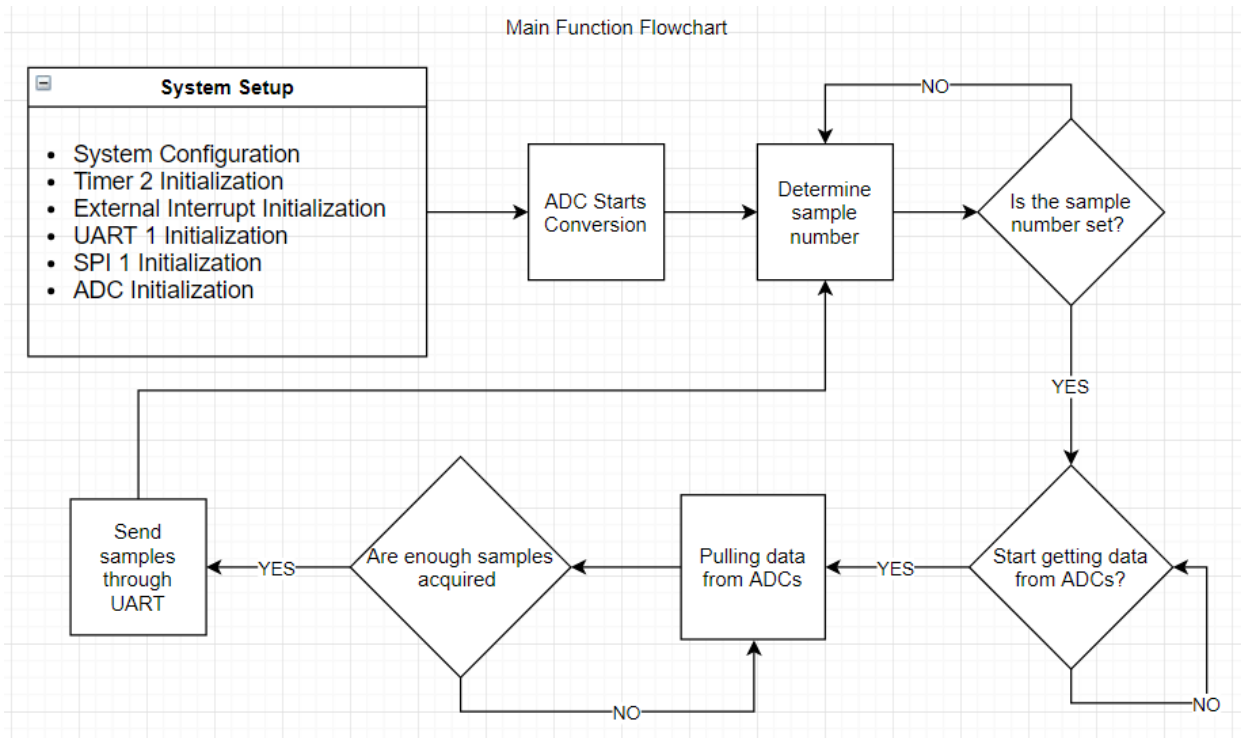 Main Function Flowchart
System Setup
• System Configuration
• Timer 2 Initialization
• External Interrupt Initialization
• UART 1 Initialization
• SPI 1 Initialization
• ADC Initialization
ADC Starts
Conversion
Determine
sample
number
NO
Is the sample
number set?
YES
Start getting data
from ADCs?
NO
YES
Pulling data
from ADCs
Are enough samples
acquired
NO
YES
Send
samples
through
UART